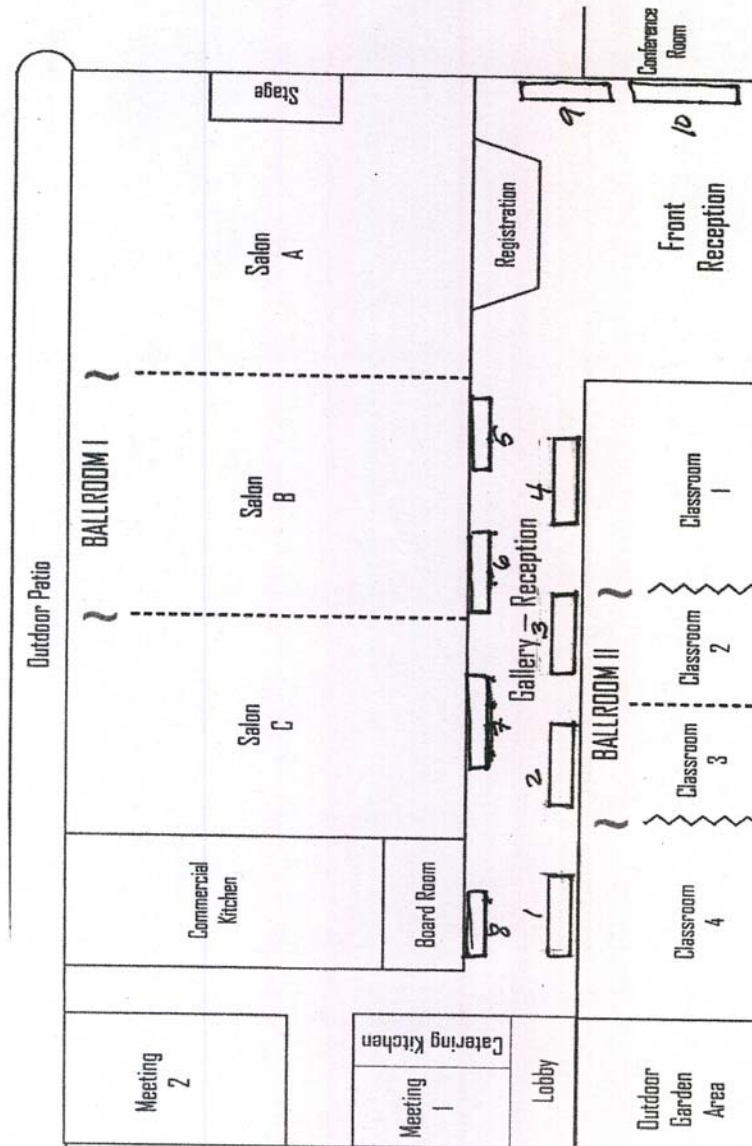 Outdoor Patio
BALLROOM I
Stage
Salon
A
Salon
B
Salon
C
Commercial
Kitchen
Board Room
Meeting
2
Meeting
1
Catering Kitchen
Lobby
Registration
Gallery – Reception
8
7
6
5
1
2
3
4
9
10
Conference
Room
Front
Reception
BALLROOM II
Classroom
1
Classroom
2
Classroom
3
Classroom
4
Outdoor
Garden
Area